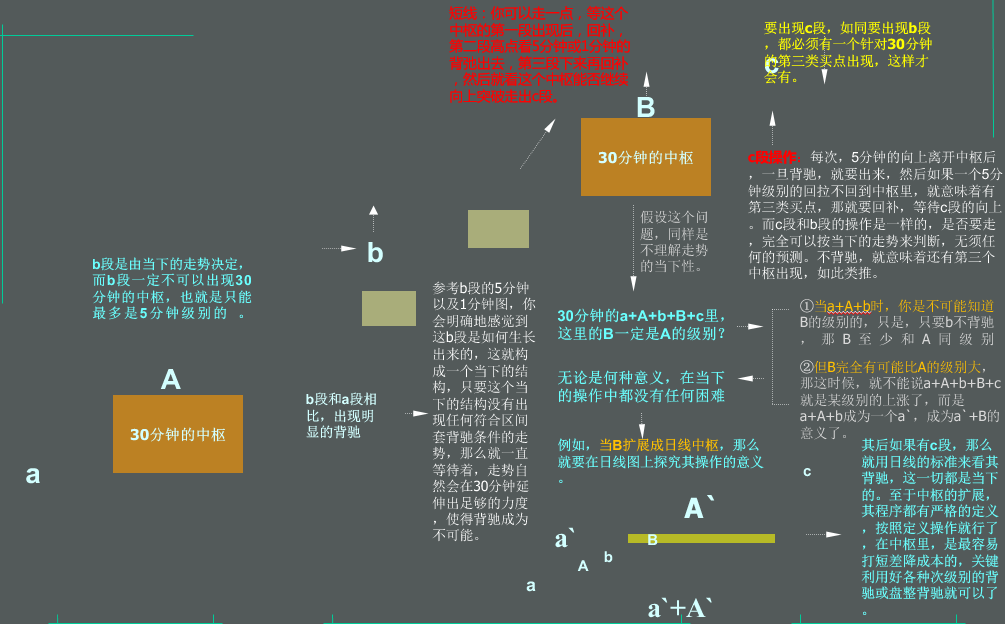 短线：你可以走一点，等这个
中枢的第一段出现后，回补，
第二段高点看5分钟或1分钟的
背驰出去，第三段下来再回补
，然后就看这个中枢能否继续
向上突破走出c段。
要出现c段，如同要出现b段
，都必须有一个针对30分钟
的第三类买点出现，这样才
会有。
c
B
30分钟的中枢
c段操作：每次，5分钟的向上离开中枢后
，一旦背驰，就要出来，然后如果一个5分
钟级别的回拉不回到中枢里，就意味着有
第三类买点，那就要回补，等待c段的向上
。而c段和b段的操作是一样的，是否要走
，完全可以按当下的走势来判断，无须任
何的预测。不背驰，就意味着还有第三个
中枢出现，如此类推。
假设这个问
题，同样是
不理解走势
的当下性。
b
b段是由当下的走势决定，
而b段一定不可以出现30
分钟的中枢，也就是只能
最多是5分钟级别的 。
参考b段的5分钟
以及1分钟图，你
会明确地感觉到
这b段是如何生长
出来的，这就构
成一个当下的结
构，只要这个当
下的结构没有出
现任何符合区间
套背驰条件的走
势，那么就一直
等待着，走势自
然会在30分钟延
伸出足够的力度
，使得背驰成为
不可能。
30分钟的a+A+b+B+c里，
这里的B一定是A的级别？
①当a+A+b时，你是不可能知道
B的级别的，只是，只要b不背驰
，那B至少和A同级别
②但B完全有可能比A的级别大，
那这时候，就不能说a+A+b+B+c
就是某级别的上涨了，而是
a+A+b成为一个a`，成为a`+B的
意义了。
A
30分钟的中枢
a
b段和a段相
比，出现明
显的背驰
无论是何种意义，在当下
的操作中都没有任何困难
例如，当B扩展成日线中枢，那么
就要在日线图上探究其操作的意义
。
c
其后如果有c段，那么
就用日线的标准来看其
背驰，这一切都是当下
的。至于中枢的扩展，
其程序都有严格的定义
，按照定义操作就行了
，在中枢里，是最容易
打短差降成本的，关键
利用好各种次级别的背
驰或盘整背驰就可以了
。
A`
a`
B
b
A
a
a`+A`